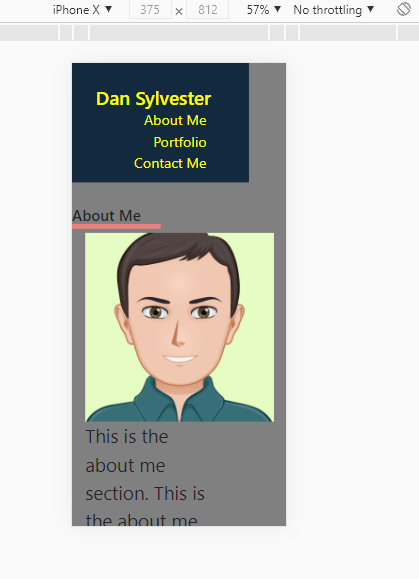 iPhone X ▼ 375 × 812 57% ▼ No throttling ▼
Dan Sylvester
About Me
Portfolio
Contact Me
About Me
This is the
about me
section. This is
the about me